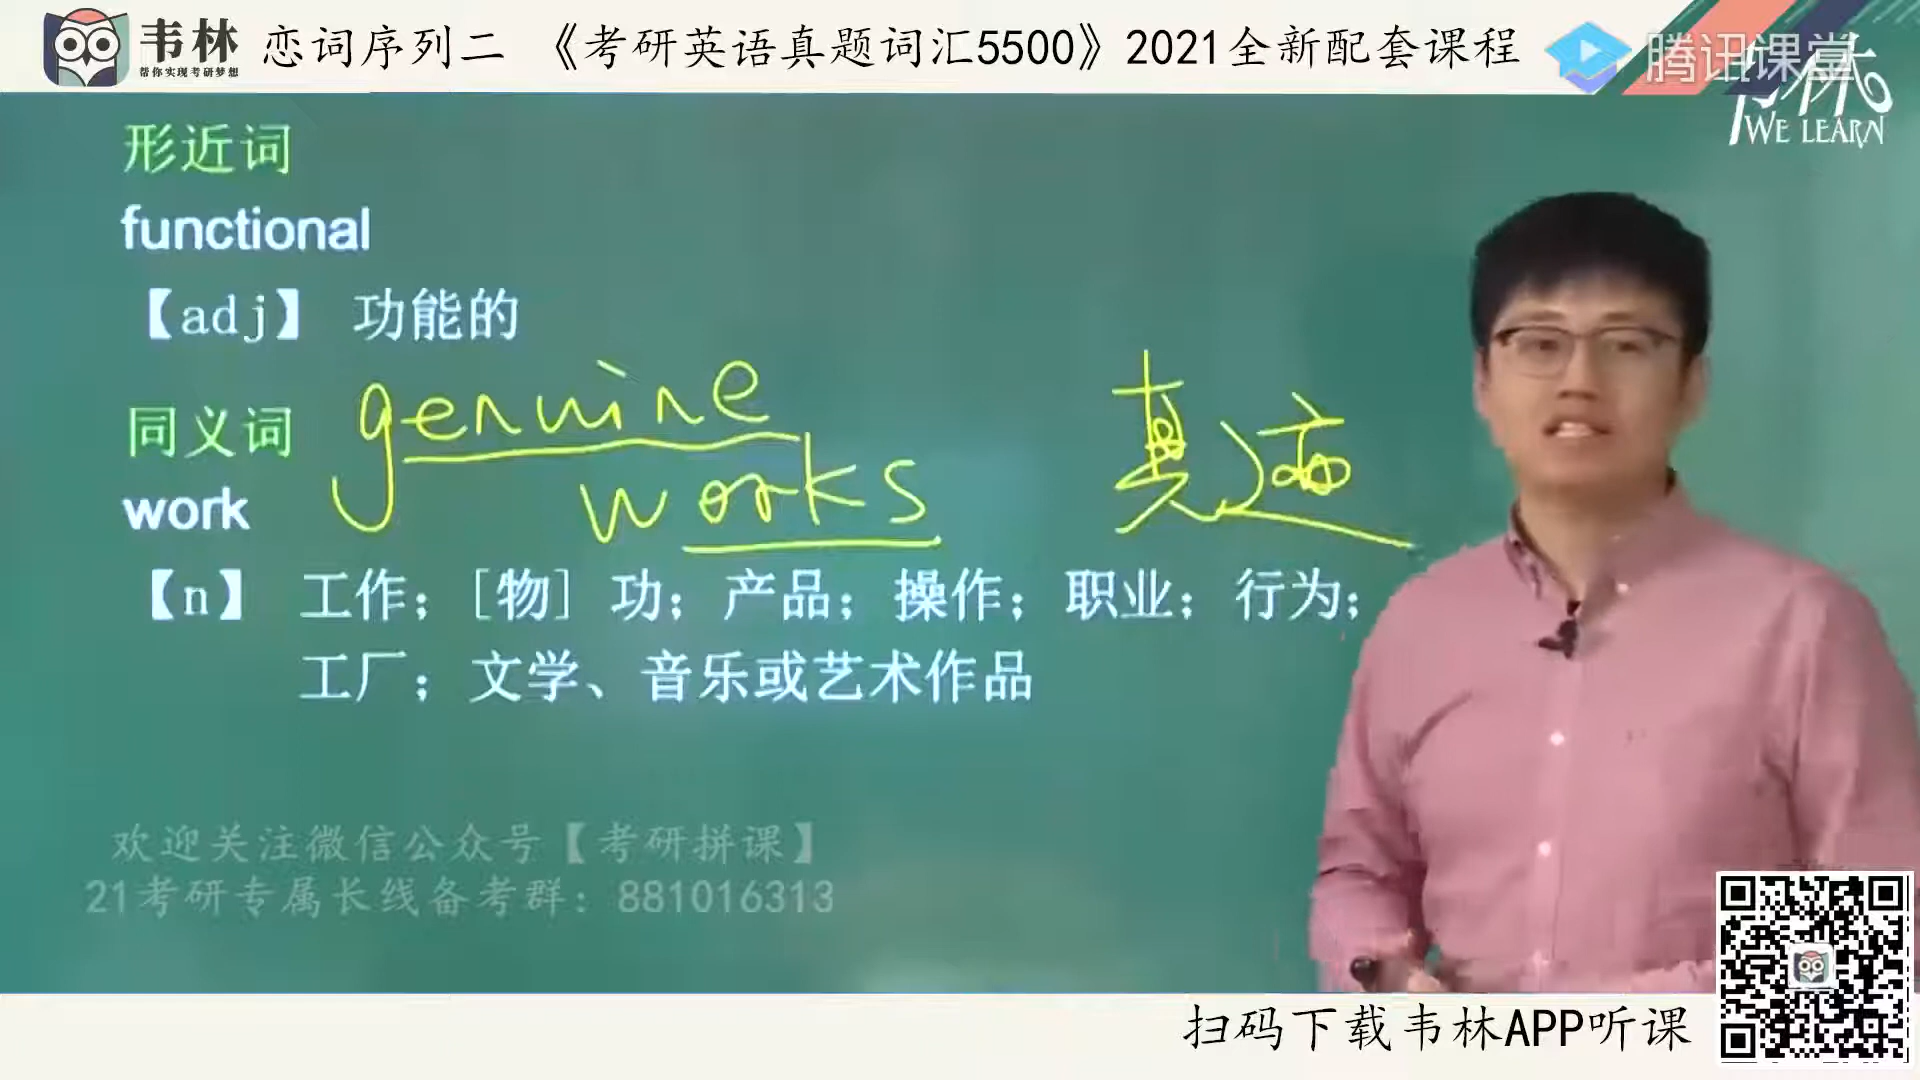 韦林
帮你实现考研梦想
恋词序列二 《考研英语真题词汇5500》2021全新配套课程
腾讯课堂
韦林
WE LEARN
形近词
functional
【adj】 功能的
genuine
真迹
同义词
works
work
【n】 工作；[物] 功；产品；操作；职业；行为；
工厂；文学、音乐或艺术作品
欢迎关注微信公众号【考研拼课】
21考研专属长线备考群：881016313
扫码下载韦林APP听课